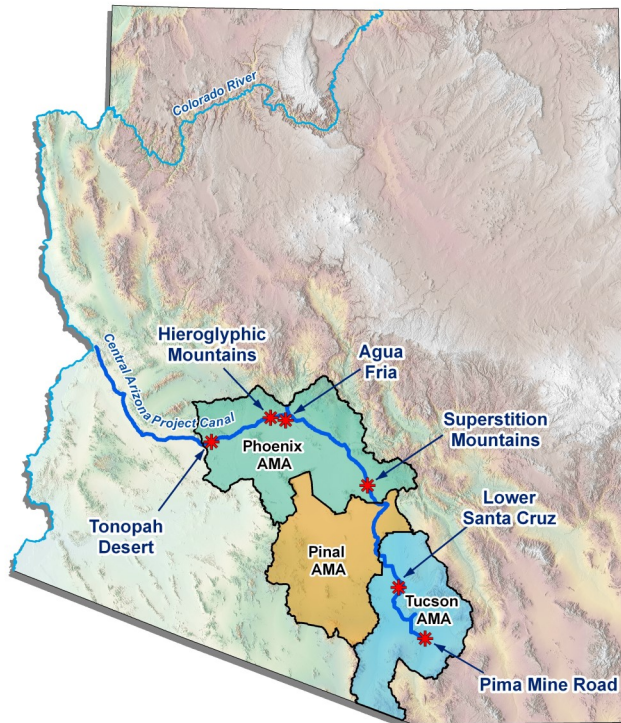 Colorado River
Central Arizona Project Canal
Hieroglyphic
Mountains
Agua
Fria
Superstition
Mountains
Phoenix
AMA
Tonopah
Desert
Lower
Santa Cruz
Pinal
AMA
Tucson
AMA
Pima Mine Road